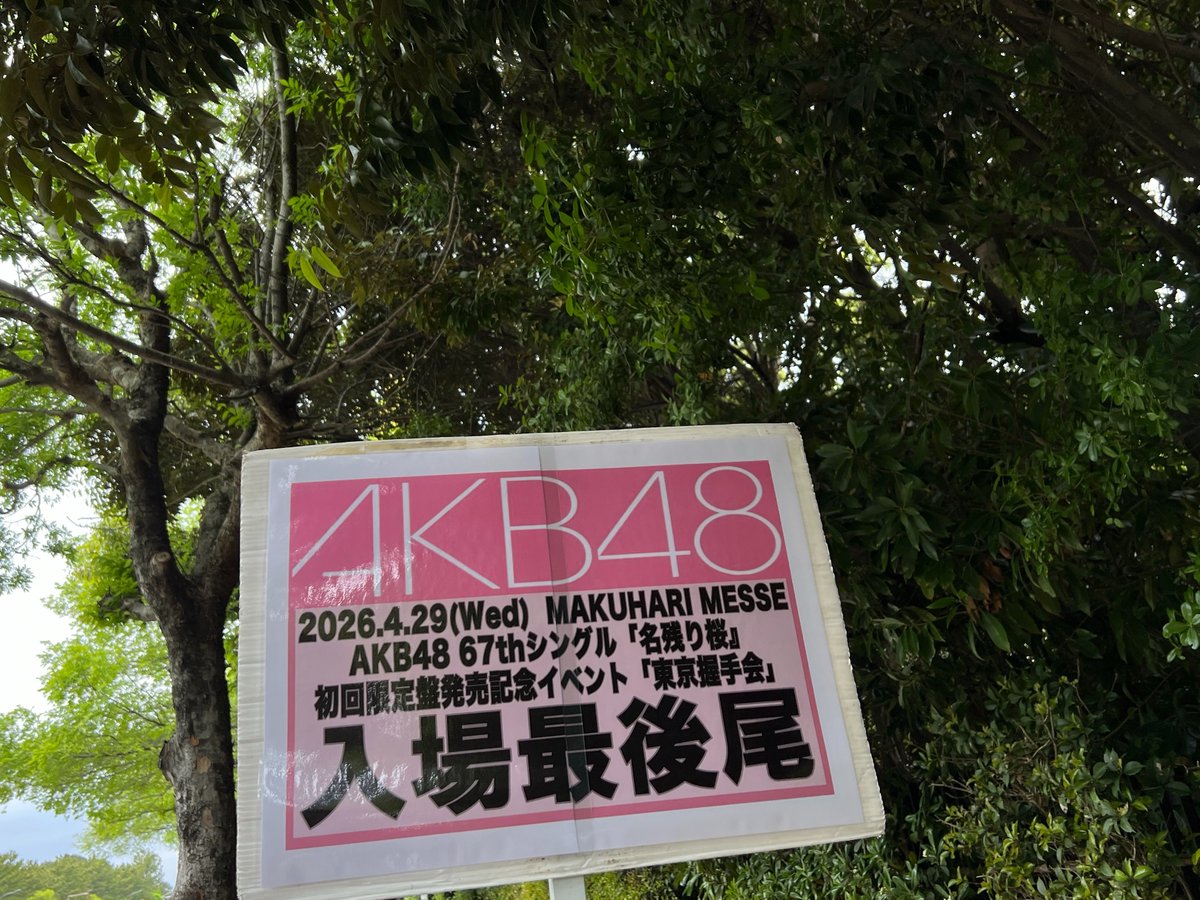 AKB48
2026.4.29(Wed) MAKUHARI MESSE
AKB48 67thシングル「名残り桜」
初回限定盤発売記念イベント「東京握手会」
入場最後尾